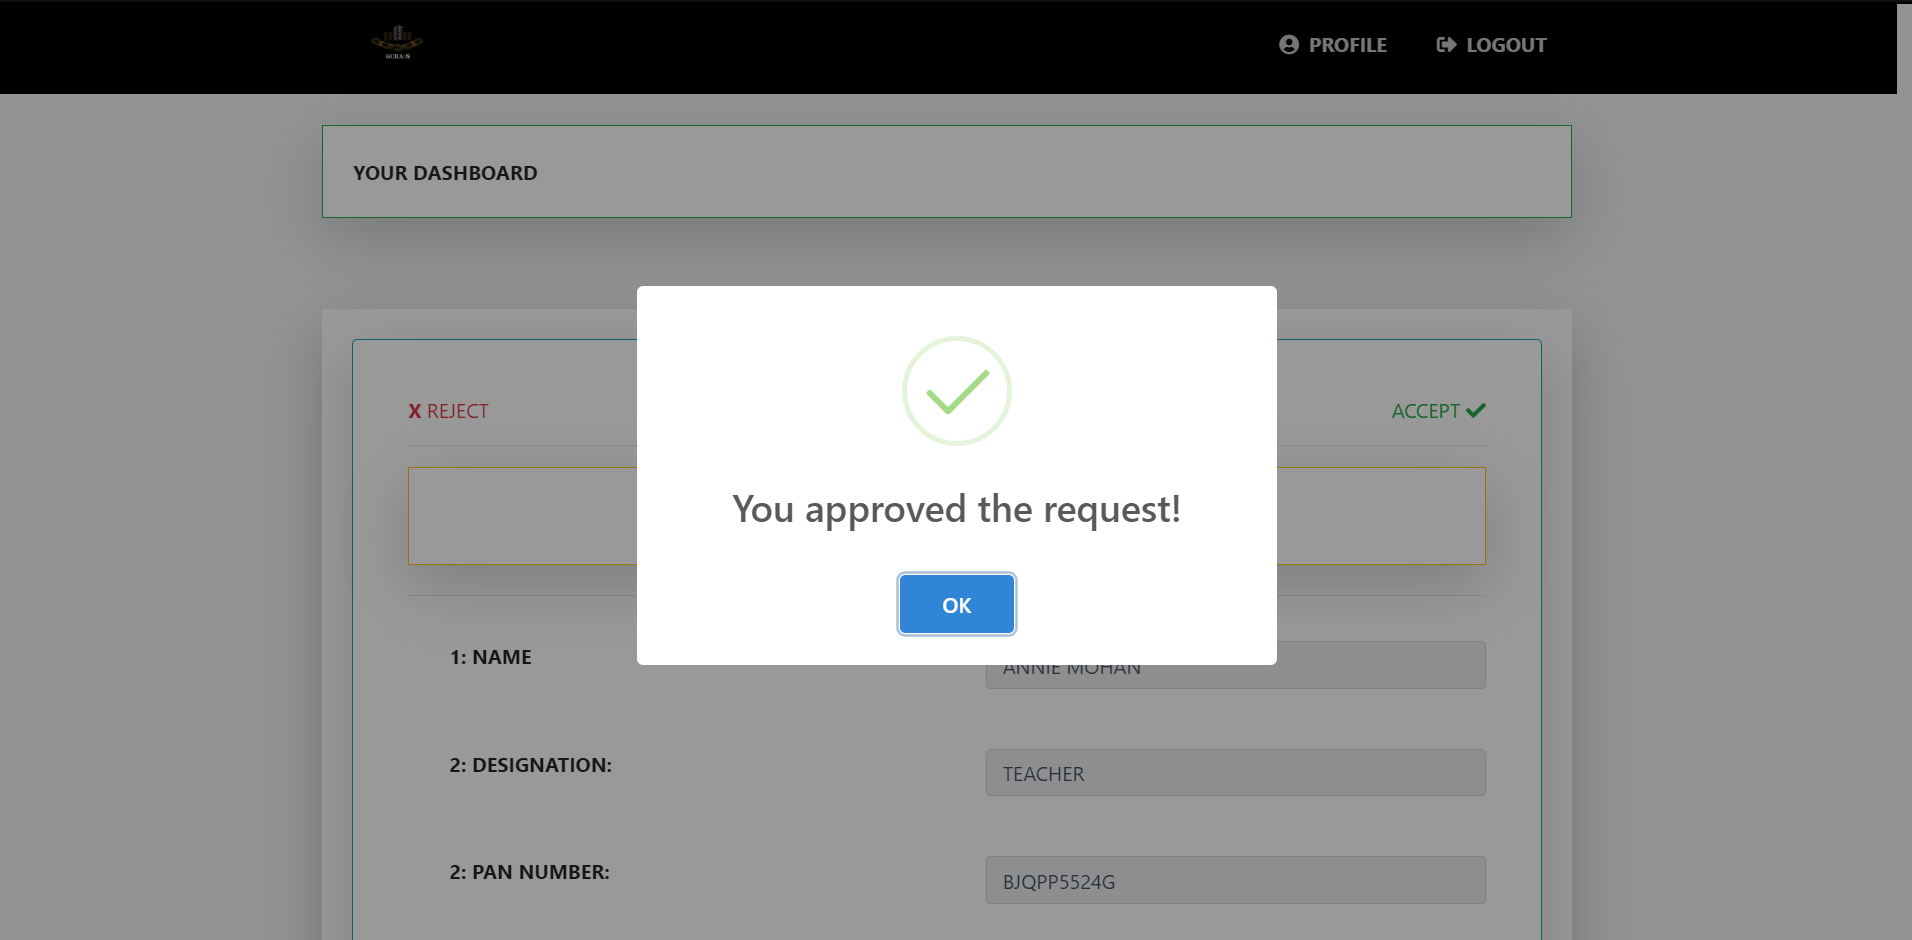 GCHAIN
PROFILE
LOGOUT
YOUR DASHBOARD
X REJECT
ACCEPT
You approved the request!
OK
1: NAME
ANNIE MOHAN
2: DESIGNATION:
TEACHER
2: PAN NUMBER:
BJQPP5524G